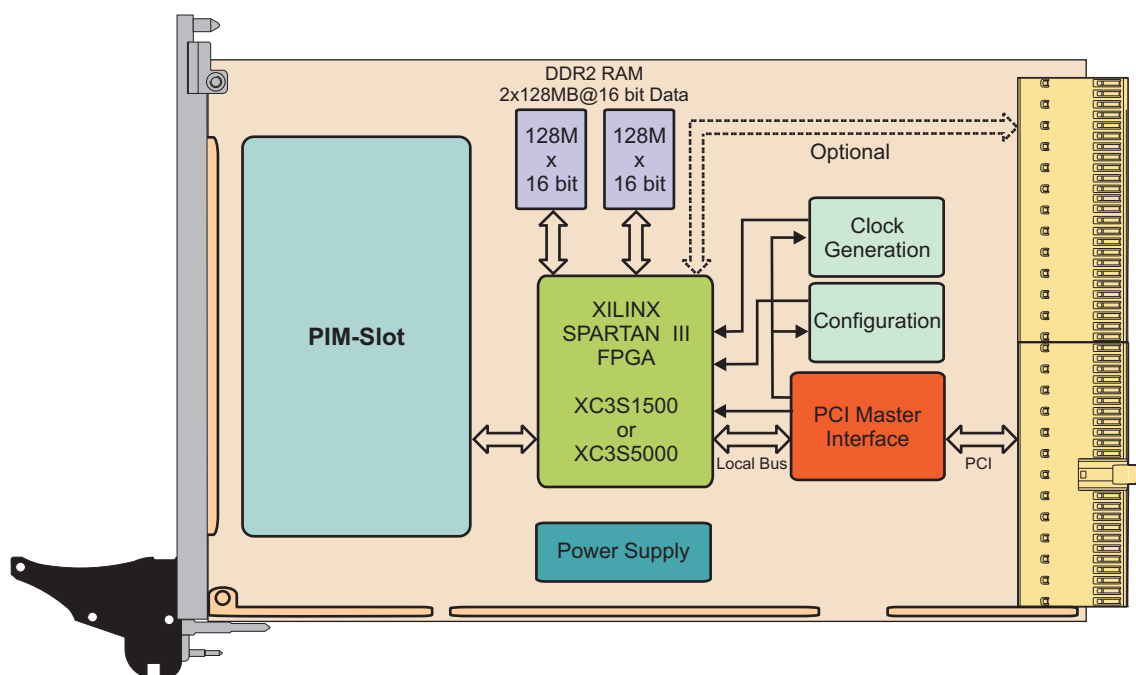 DDR2 RAM
2x128MB@16 bit Data
128M
x
16 bit
128M
x
16 bit
Optional
Clock
Generation
XILINX
SPARTAN III
FPGA
XC3S1500
or
XC3S5000
Configuration
PIM-Slot
PCI Master
Interface
Local Bus
PCI
Power Supply